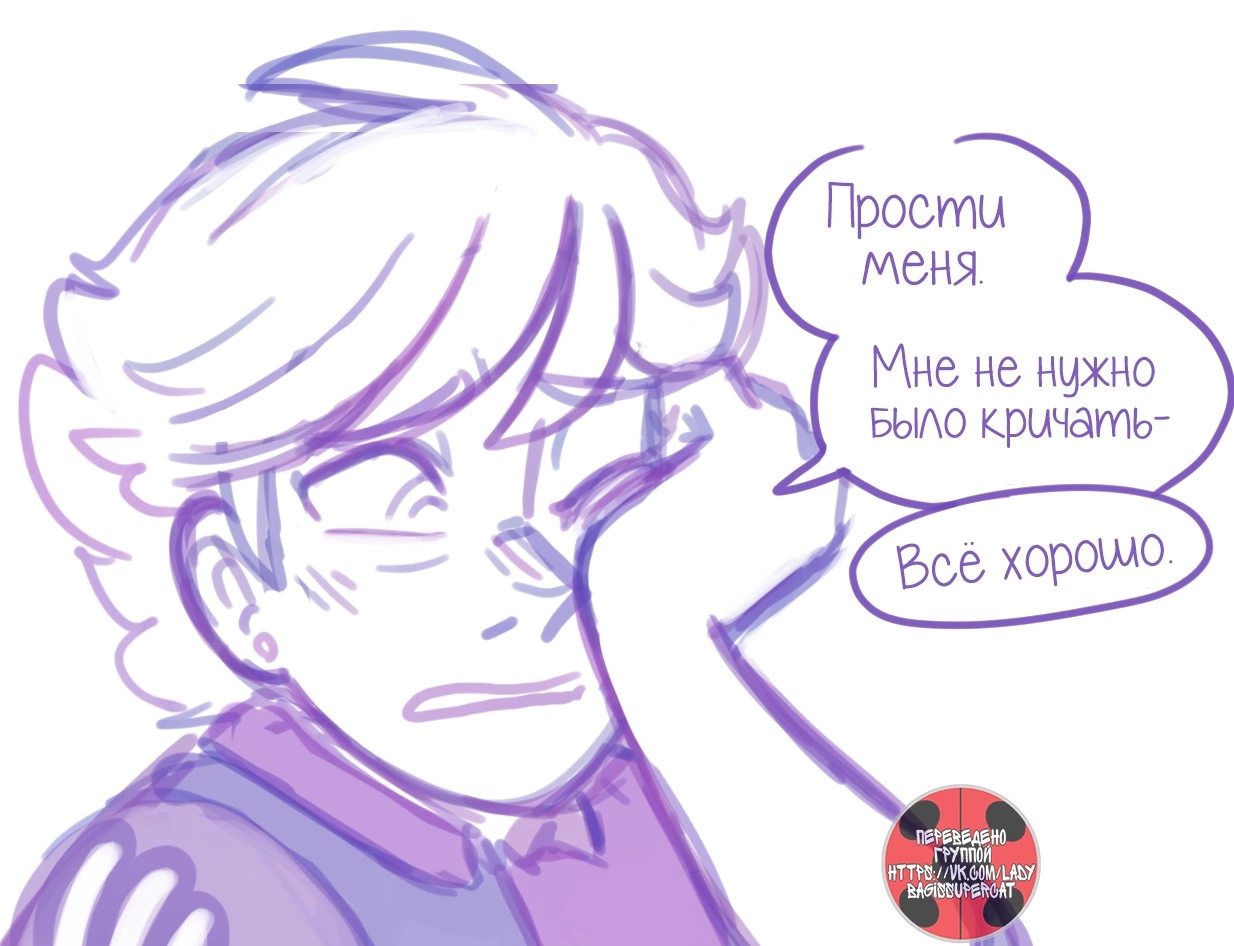 Прости
меня.
Мне не нужно
было кричать-
Всё хорошо.
ПЕРЕВЕДЕНО
ГРУППОЙ
HTTPS://VK.COM/LADY
BAGISSUPERCAT